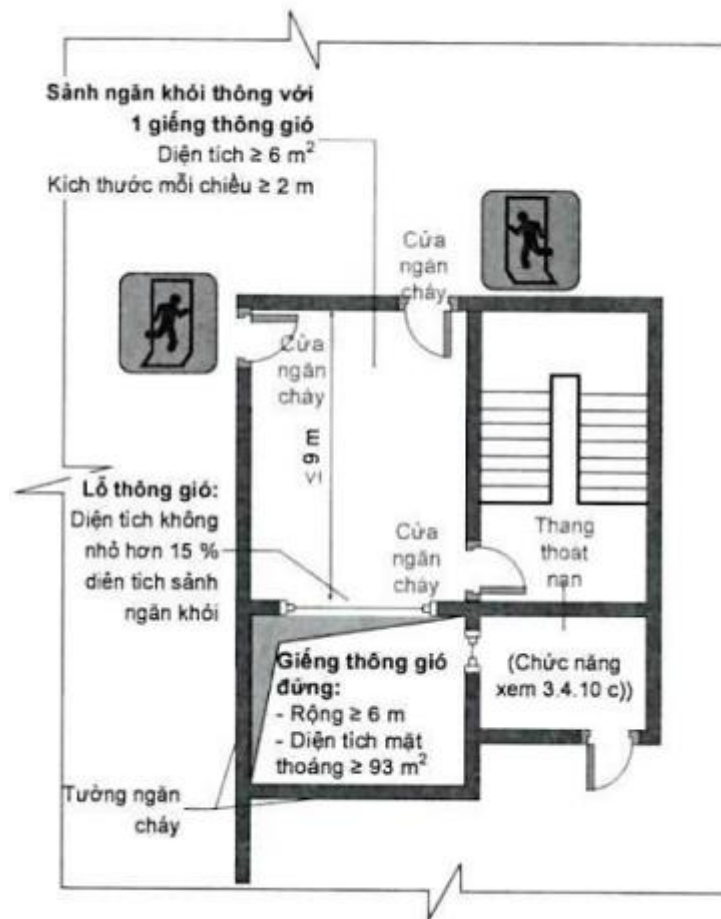 Sảnh ngăn khói thông với
1 giếng thông gió
Diện tích ≥ 6 m²
Kích thước mỗi chiều ≥ 2 m
Cửa
ngăn
cháy
Cửa
ngăn
cháy
≤ 9 m
Lỗ thông gió:
Diện tích không
nhỏ hơn 15 %
diên tích sảnh
ngăn khói
Cửa
ngăn
cháy
Thang
thoát
nạn
Giếng thông gió
đứng:
- Rộng ≥ 6 m
- Diện tích mặt
thoáng ≥ 93 m²
(Chức năng
xem 3.4.10 c))
Tường ngăn
cháy